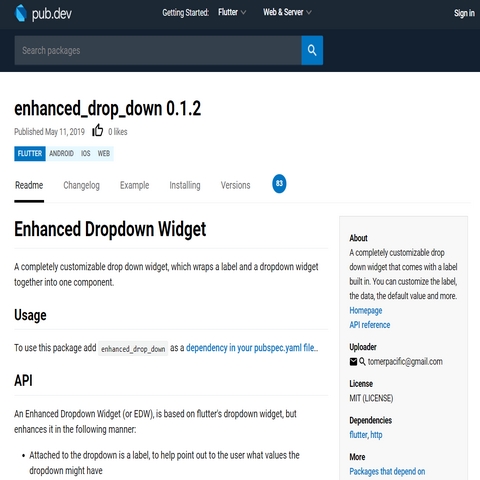 pub.dev Getting Started: Flutter Web & Server Sign in
Search packages
enhanced_drop_down 0.1.2
Published May 11, 2019 0 likes
FLUTTER ANDROID IOS WEB
Readme Changelog Example Installing Versions 83
Enhanced Dropdown Widget
A completely customizable drop down widget, which wraps a label and a dropdown widget
together into one component.
Usage
To use this package add enhanced_drop_down as a dependency in your pubspec.yaml file..
API
An Enhanced Dropdown Widget (or EDW), is based on flutter's dropdown widget, but
enhances it in the following manner:
• Attached to the dropdown is a label, to help point out to the user what values the
dropdown might have
About
A completely customizable drop
down widget that comes with a label
built in. You can customize the label,
the data, the default value and more.
Homepage
API reference
Uploader
tomerpacific@gmail.com
License
MIT (LICENSE)
Dependencies
flutter, http
More
Packages that depend on